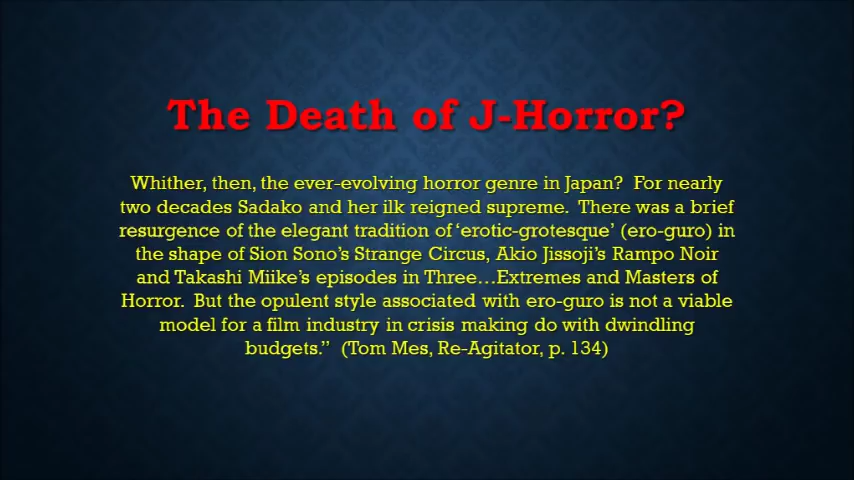 The Death of J-Horror?
Whither, then, the ever-evolving horror genre in Japan?  For nearly
two decades Sadako and her ilk reigned supreme.  There was a brief
resurgence of the elegant tradition of ‘erotic-grotesque’ (ero-guro) in
the shape of Sion Sono’s Strange Circus, Akio Jissoji’s Rampo Noir
and Takashi Miike’s episodes in Three…Extremes and Masters of
Horror.  But the opulent style associated with ero-guro is not a viable
model for a film industry in crisis making do with dwindling
budgets.”  (Tom Mes, Re-Agitator, p. 134)